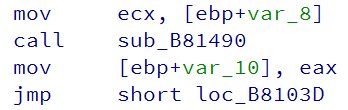 mov     ecx, [ebp+var_8]
call    sub_B81490
mov     [ebp+var_10], eax
jmp     short loc_B8103D